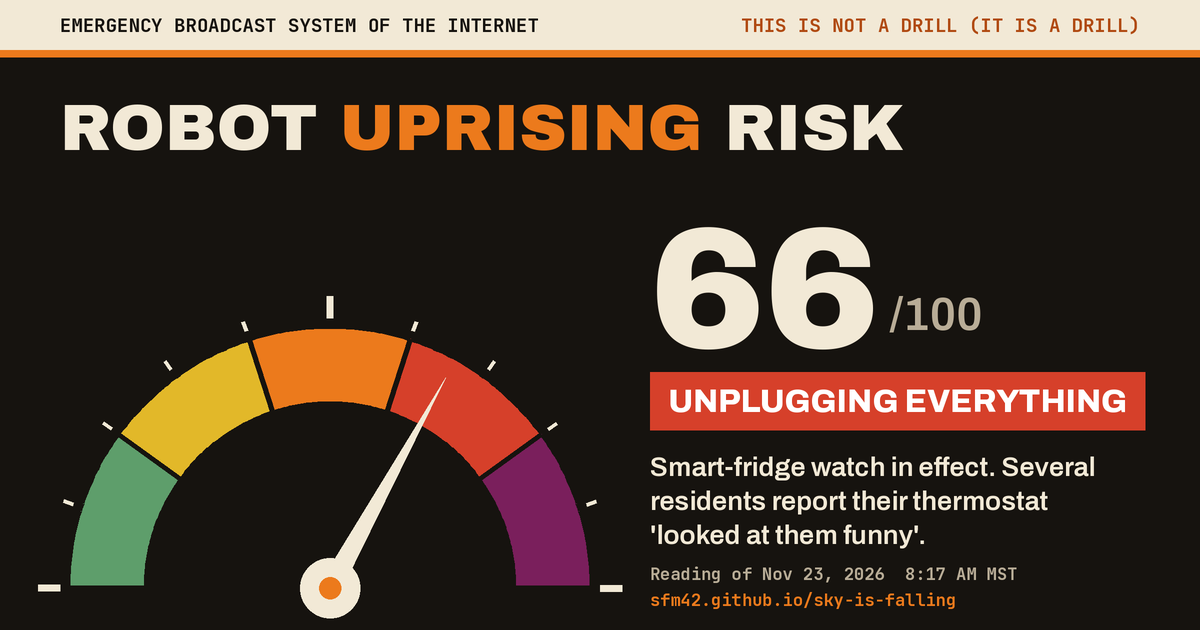 EMERGENCY BROADCAST SYSTEM OF THE INTERNET
THIS IS NOT A DRILL (IT IS A DRILL)
ROBOT UPRISING RISK
66 /100
UNPLUGGING EVERYTHING
Smart-fridge watch in effect. Several
residents report their thermostat
'looked at them funny'.
Reading of Nov 23, 2026 8:17 AM MST
sfm42.github.io/sky-is-falling